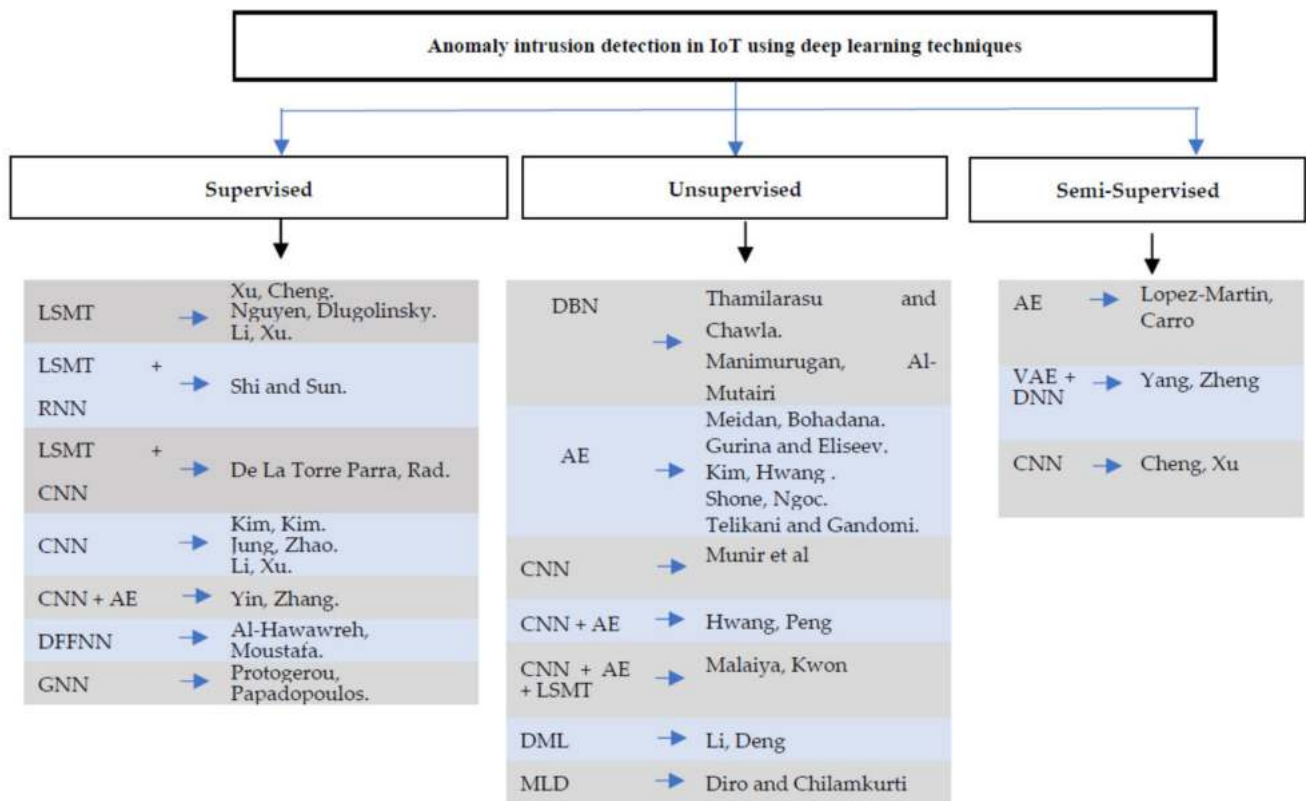 Anomaly intrusion detection in IoT using deep learning techniques
Supervised
Unsupervised
Semi-Supervised
LSMT
Xu, Cheng.
Nguyen, Dlugolinsky.
Li, Xu.
LSMT +
RNN
Shi and Sun.
LSMT +
CNN
De La Torre Parra, Rad.
CNN
Kim, Kim.
Jung, Zhao.
Li, Xu.
CNN + AE
Yin, Zhang.
DFFNN
Al-Hawawreh,
Moustafa.
GNN
Protogerou,
Papadopoulos.
DBN
Thamilarasu and
Chawla.
Manimurugan, Al-
Mutairi
AE
Meidan, Bohadana.
Gurina and Eliseev.
Kim, Hwang .
Shone, Ngoc.
Telikani and Gandomi.
CNN
Munir et al
CNN + AE
Hwang, Peng
CNN + AE
+ LSMT
Malaiya, Kwon
DML
Li, Deng
MLD
Diro and Chilamkurti
AE
Lopez-Martin,
Carro
VAE +
DNN
Yang, Zheng
CNN
Cheng, Xu